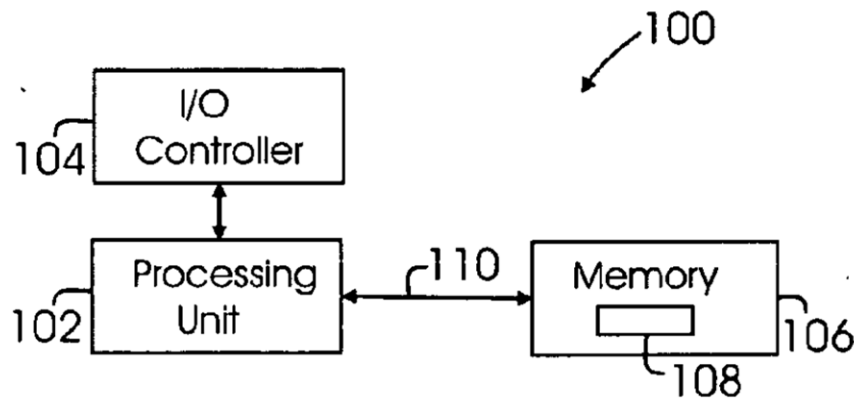 100
I/O
Controller
104
Processing
Unit
102
110
Memory
106
108